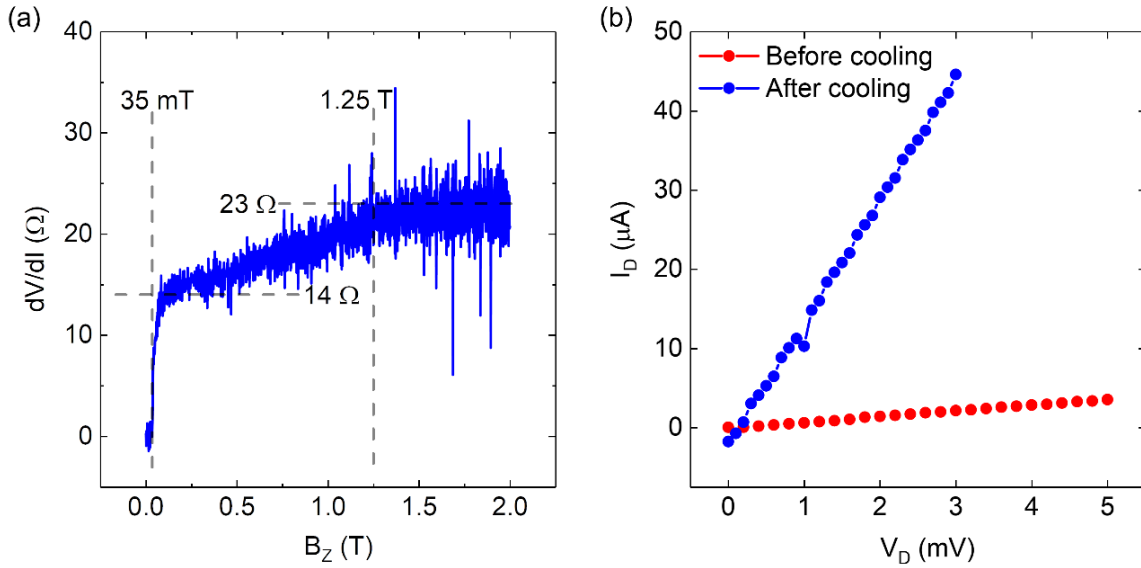 (a)
40
30
20
10
0
dV/dI (Ω)
35 mT
1.25 T
23 Ω
14 Ω
0.0 0.5 1.0 1.5 2.0
B_Z (T)
(b)
50
40
30
20
10
0
I_D (μA)
Before cooling
After cooling
0 1 2 3 4 5
V_D (mV)